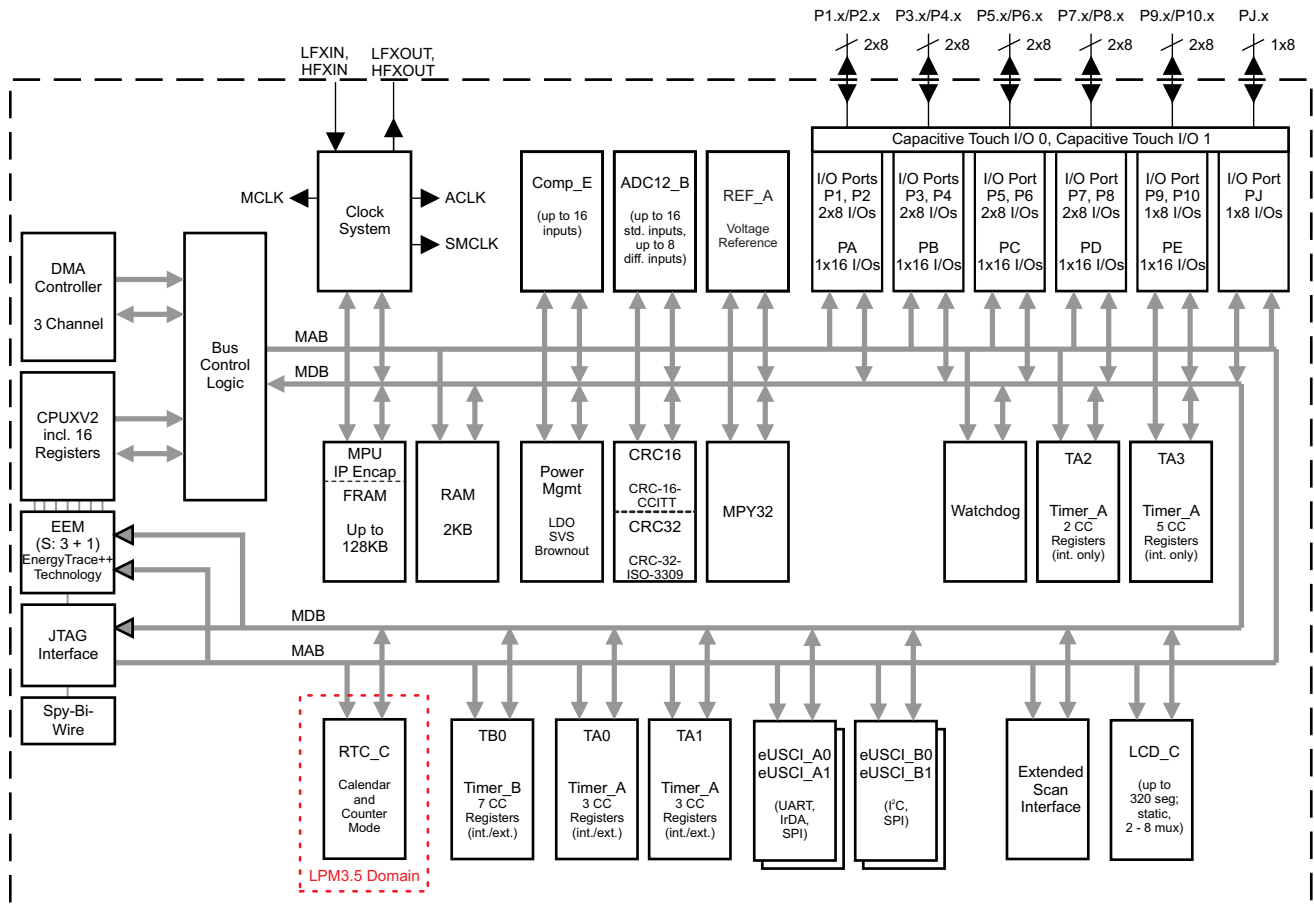 P1.x/P2.x
P3.x/P4.x
P5.x/P6.x
P7.x/P8.x
P9.x/P10.x
PJ.x
2x8
2x8
2x8
2x8
2x8
1x8
LFXIN,
HFXIN
LFXOUT,
HFXOUT
Capacitive Touch I/O 0, Capacitive Touch I/O 1
MCLK
Clock
System
ACLK
SMCLK
Comp_E
(up to 16
inputs)
ADC12_B
(up to 16
std. inputs,
up to 8
diff. inputs)
REF_A
Voltage
Reference
I/O Ports
P1, P2
2x8 I/Os
PA
1x16 I/Os
I/O Ports
P3, P4
2x8 I/Os
PB
1x16 I/Os
I/O Port
P5, P6
2x8 I/Os
PC
1x16 I/Os
I/O Port
P7, P8
2x8 I/Os
PD
1x16 I/Os
I/O Port
P9, P10
1x8 I/Os
PE
1x16 I/Os
I/O Port
PJ
1x8 I/Os
DMA
Controller
3 Channel
Bus
Control
Logic
MAB
MDB
CPUXV2
incl. 16
Registers
MPU
IP Encap
FRAM
Up to
128KB
RAM
2KB
Power
Mgmt
LDO
SVS
Brownout
CRC16
CRC-16-
CCITT
CRC32
CRC-32-
ISO-3309
MPY32
Watchdog
TA2
Timer_A
2 CC
Registers
(int. only)
TA3
Timer_A
5 CC
Registers
(int. only)
EEM
(S: 3 + 1)
EnergyTrace++
Technology
JTAG
Interface
Spy-Bi-
Wire
MDB
MAB
RTC_C
Calendar
and
Counter
Mode
LPM3.5 Domain
TB0
Timer_B
7 CC
Registers
(int./ext.)
TA0
Timer_A
3 CC
Registers
(int./ext.)
TA1
Timer_A
3 CC
Registers
(int./ext.)
eUSCI_A0
eUSCI_A1
(UART,
IrDA,
SPI)
eUSCI_B0
eUSCI_B1
(I²C,
SPI)
Extended
Scan
Interface
LCD_C
(up to
320 seg;
static,
2 - 8 mux)